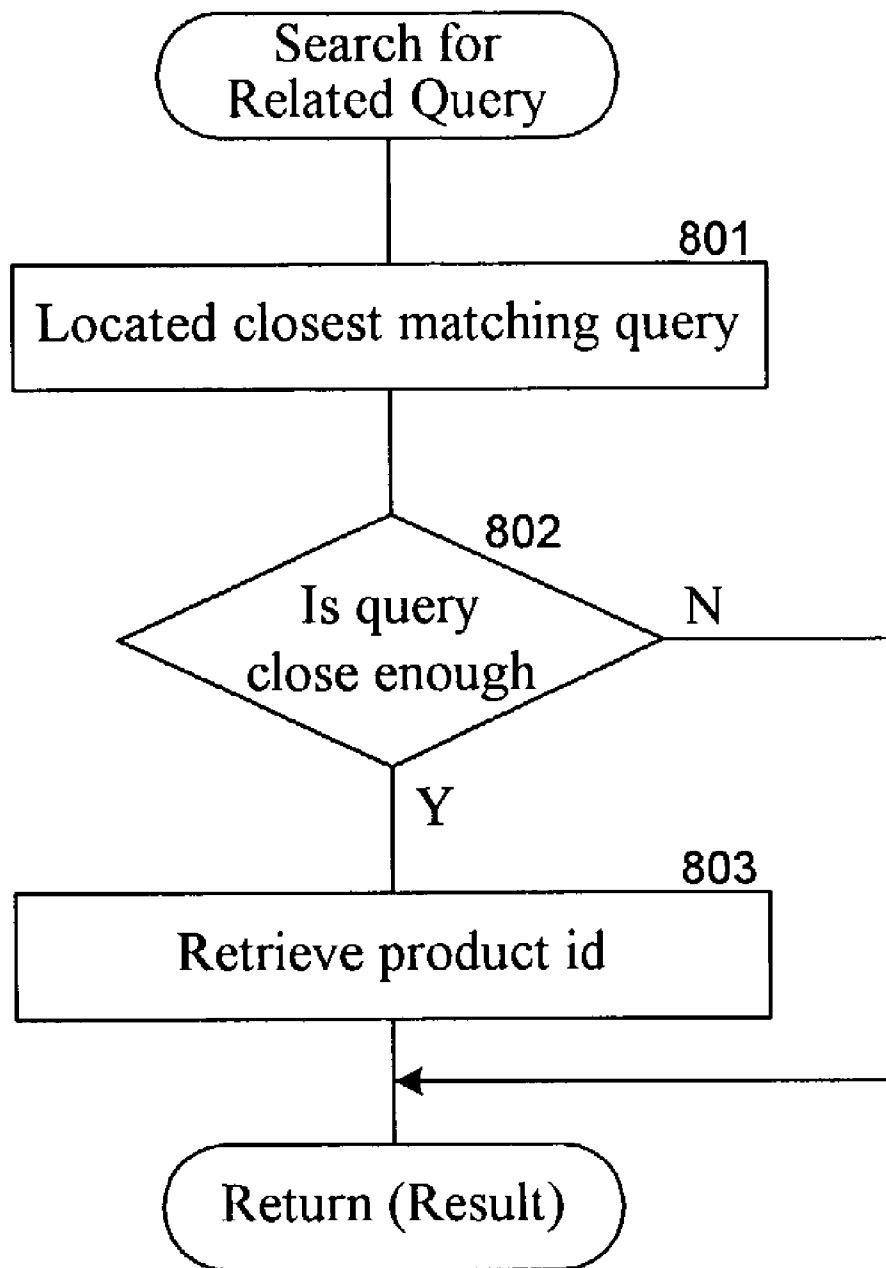 Search for
Related Query
801
Located closest matching query
802
Is query
close enough
N
Y
803
Retrieve product id
Return (Result)